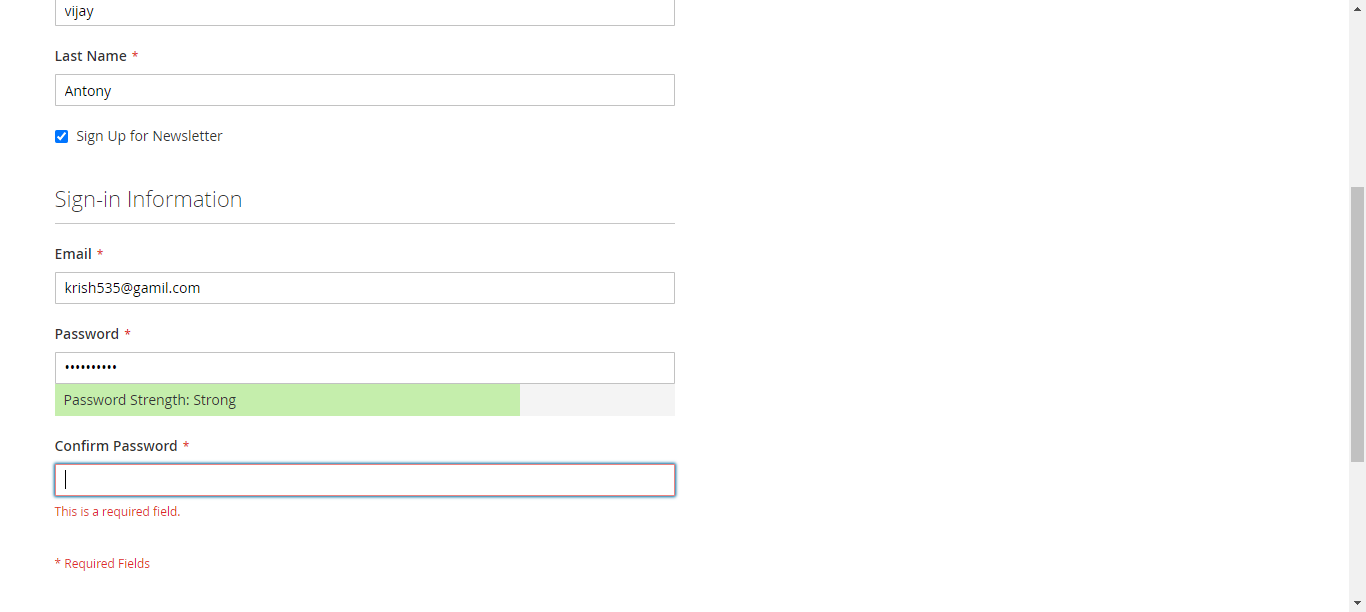 vijay
Last Name *
Antony
Sign Up for Newsletter
Sign-in Information
Email *
krish535@gamil.com
Password *
••••••••••
Password Strength: Strong
Confirm Password *
This is a required field.
* Required Fields